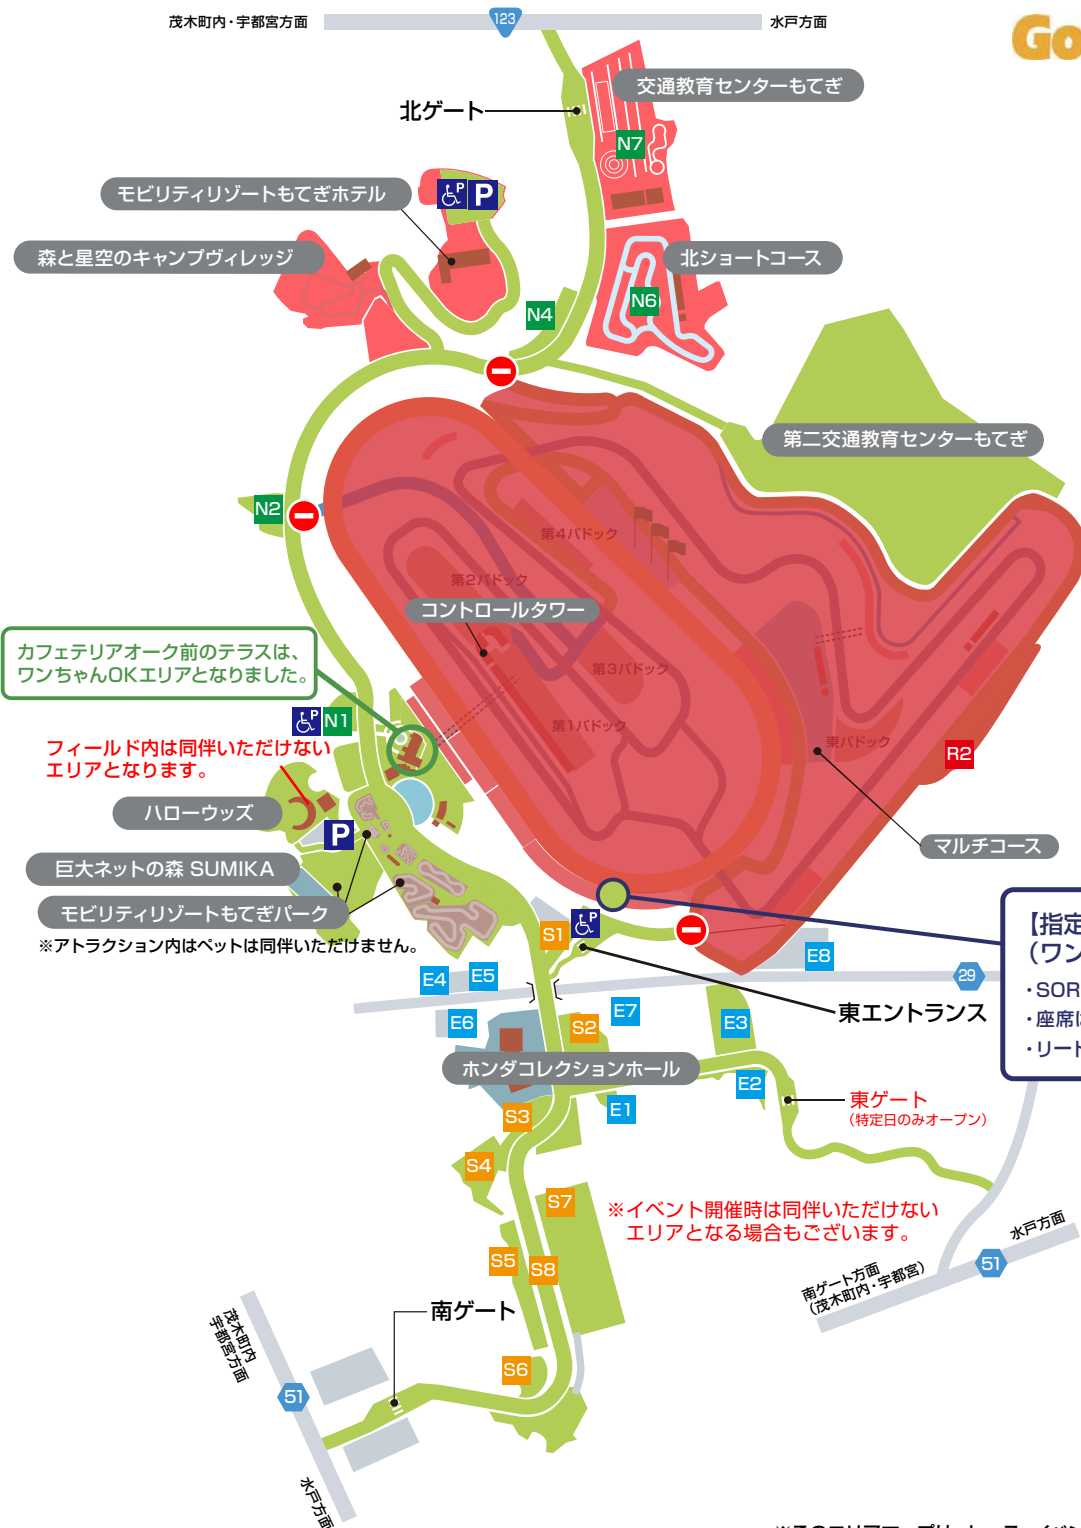 茂木町内・宇都宮方面
123
水戸方面
Go
交通教育センターもてぎ
北ゲート
N7
モビリティリゾートもてぎホテル
P
P
森と星空のキャンプヴィレッジ
北ショートコース
N6
N4
第二交通教育センターもてぎ
N2
第4パドック
第2パドック
コントロールタワー
カフェテリアオーク前のテラスは、
ワンちゃんOKエリアとなりました。
第3パドック
P
N1
第1パドック
フィールド内は同伴いただけない
エリアとなります。
東パドック
R2
ハローウッズ
P
マルチコース
巨大ネットの森 SUMIKA
モビリティリゾートもてぎパーク
※アトラクション内はペットは同伴いただけません。
S1
P
【指定
（ワン
E8
E4
E5
29
・SOR
・座席は
・リード
E6
E7
東エントランス
S2
E3
ホンダコレクションホール
E2
E1
東ゲート
（特定日のみオープン）
S3
S4
S7
※イベント開催時は同伴いただけない
エリアとなる場合もございます。
水戸方面
S5
S8
51
南ゲート方面
（茂木町内・宇都宮）
南ゲート
茂木町内
宇都宮方面
S6
51
水戸方面